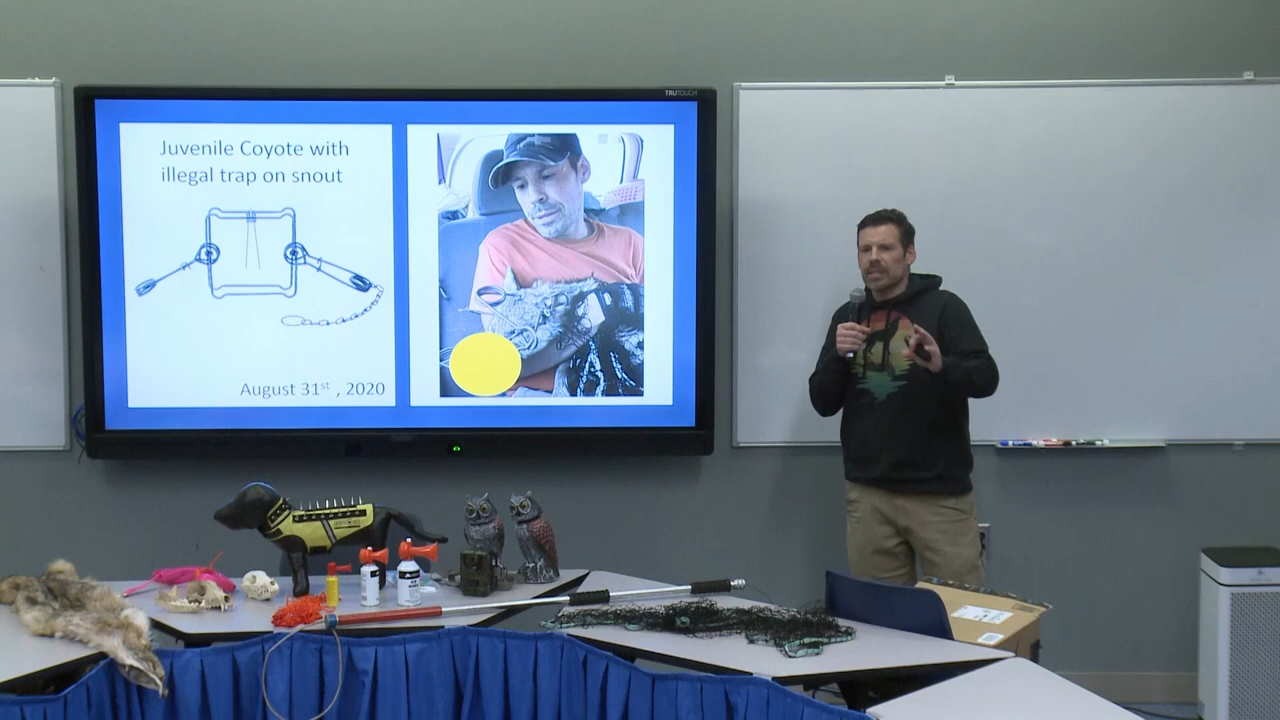 TRUTOUCH
Juvenile Coyote with
illegal trap on snout
August 31st , 2020